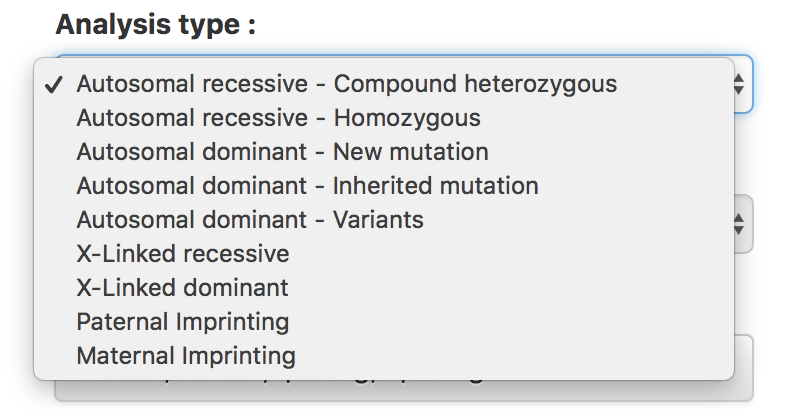 Analysis type :
✓ Autosomal recessive - Compound heterozygous
Autosomal recessive - Homozygous
Autosomal dominant - New mutation
Autosomal dominant - Inherited mutation
Autosomal dominant - Variants
X-Linked recessive
X-Linked dominant
Paternal Imprinting
Maternal Imprinting